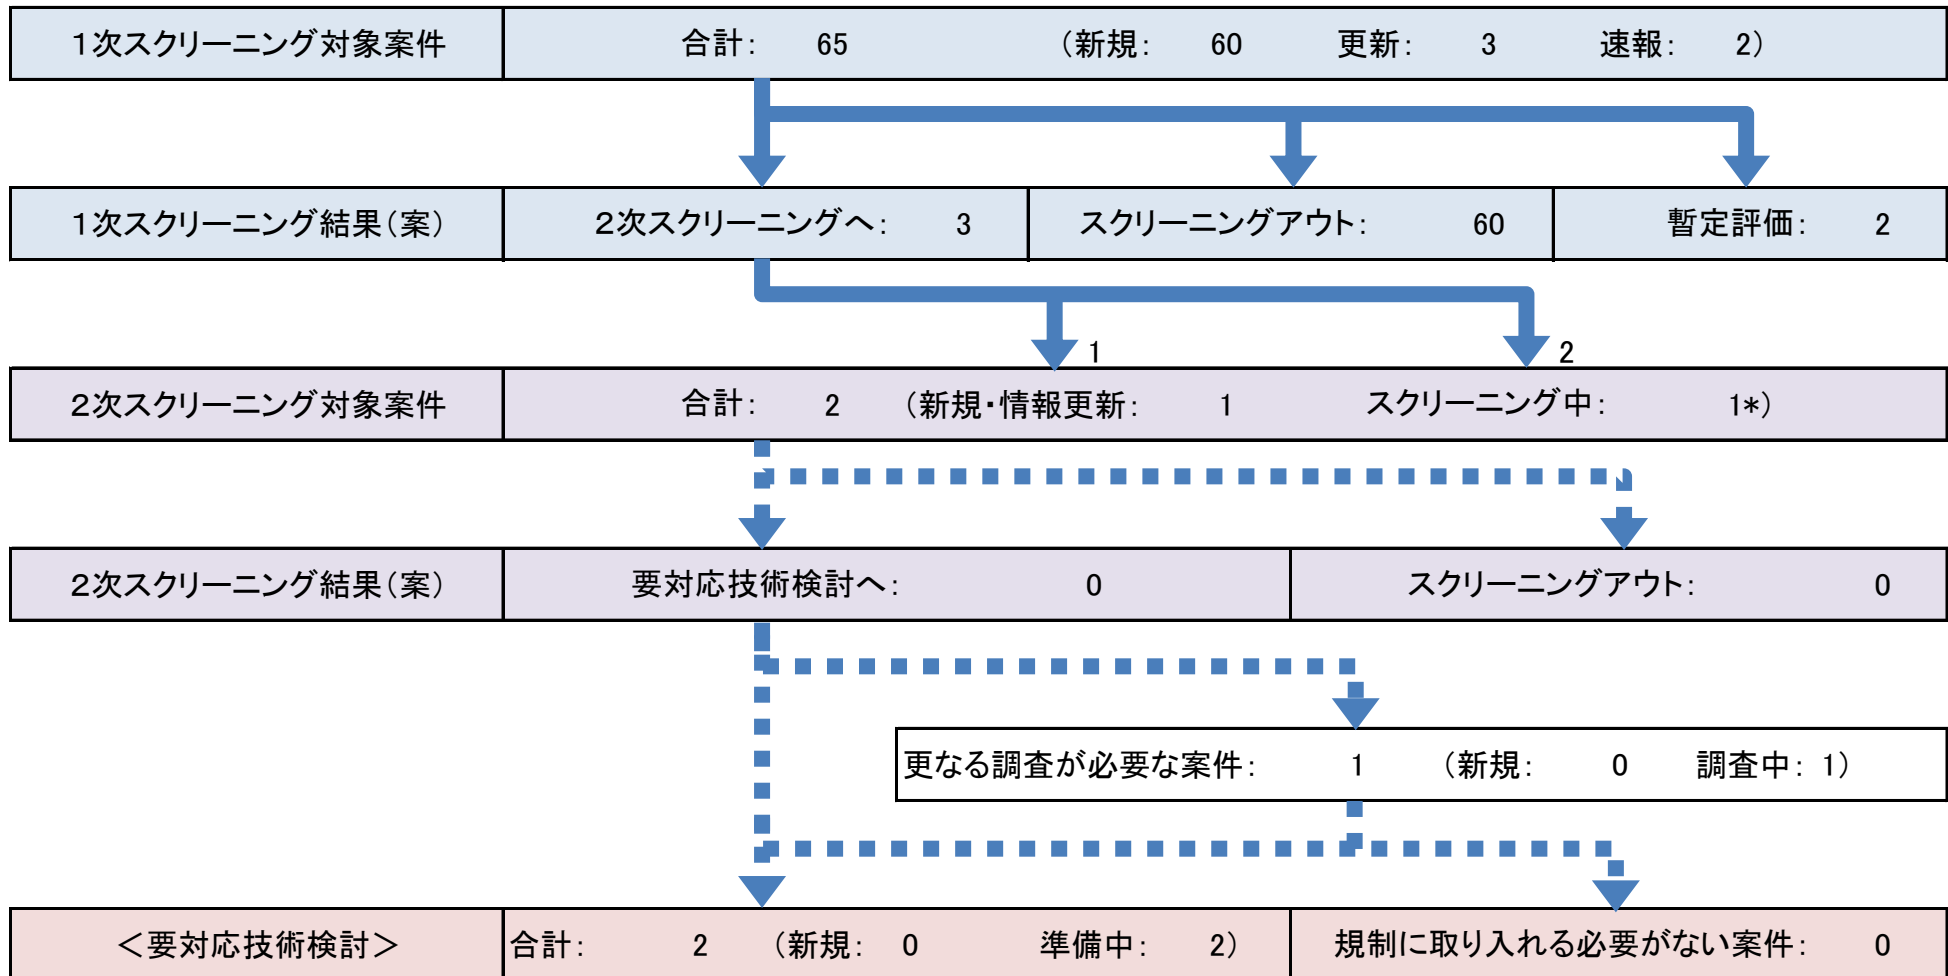 1次スクリーニング対象案件 合計: 65 (新規: 60 更新: 3 速報: 2)
1次スクリーニング結果(案) 2次スクリーニングへ: 3 スクリーニングアウト: 60 暫定評価: 2
1 2
2次スクリーニング対象案件 合計: 2 (新規・情報更新: 1 スクリーニング中: 1*)
2次スクリーニング結果(案) 要対応技術検討へ: 0 スクリーニングアウト: 0
更なる調査が必要な案件: 1 (新規: 0 調査中: 1)
<要対応技術検討> 合計: 2 (新規: 0 準備中: 2) 規制に取り入れる必要がない案件: 0